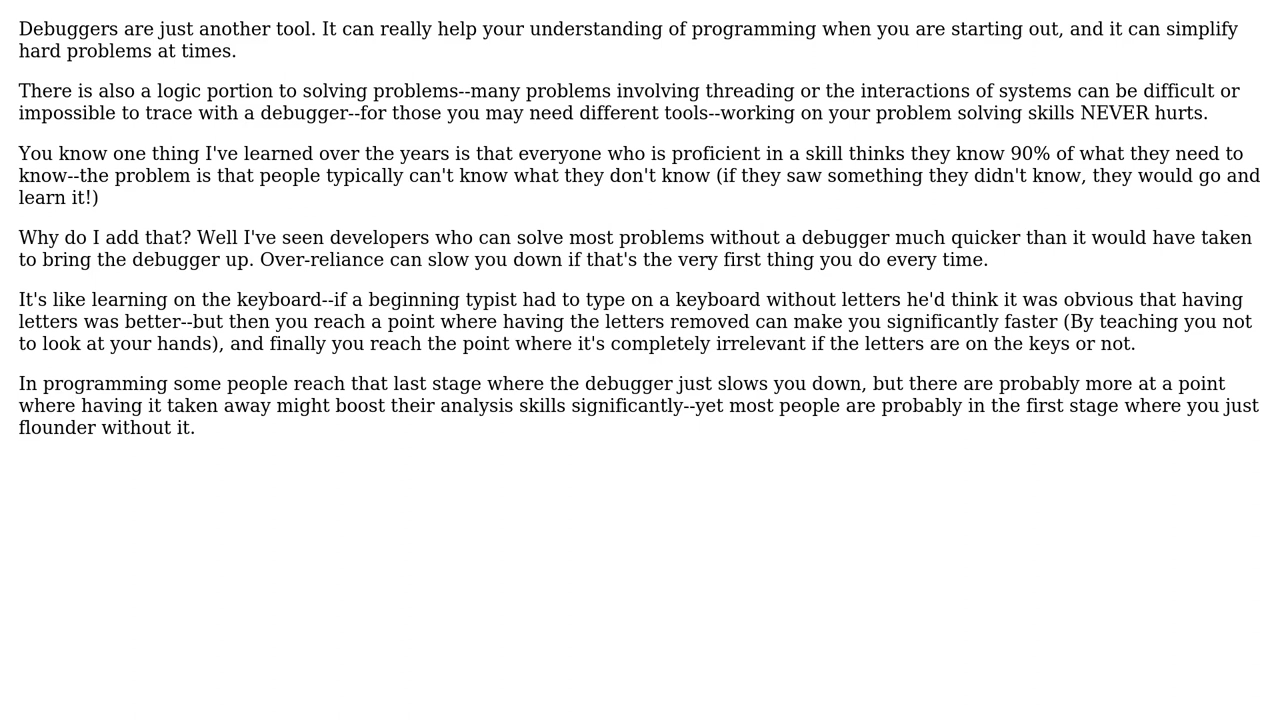 Debuggers are just another tool. It can really help your understanding of programming when you are starting out, and it can simplify
hard problems at times.
There is also a logic portion to solving problems--many problems involving threading or the interactions of systems can be difficult or
impossible to trace with a debugger--for those you may need different tools--working on your problem solving skills NEVER hurts.
You know one thing I've learned over the years is that everyone who is proficient in a skill thinks they know 90% of what they need to
know--the problem is that people typically can't know what they don't know (if they saw something they didn't know, they would go and
learn it!)
Why do I add that? Well I've seen developers who can solve most problems without a debugger much quicker than it would have taken
to bring the debugger up. Over-reliance can slow you down if that's the very first thing you do every time.
It's like learning on the keyboard--if a beginning typist had to type on a keyboard without letters he'd think it was obvious that having
letters was better--but then you reach a point where having the letters removed can make you significantly faster (By teaching you not
to look at your hands), and finally you reach the point where it's completely irrelevant if the letters are on the keys or not.
In programming some people reach that last stage where the debugger just slows you down, but there are probably more at a point
where having it taken away might boost their analysis skills significantly--yet most people are probably in the first stage where you just
flounder without it.